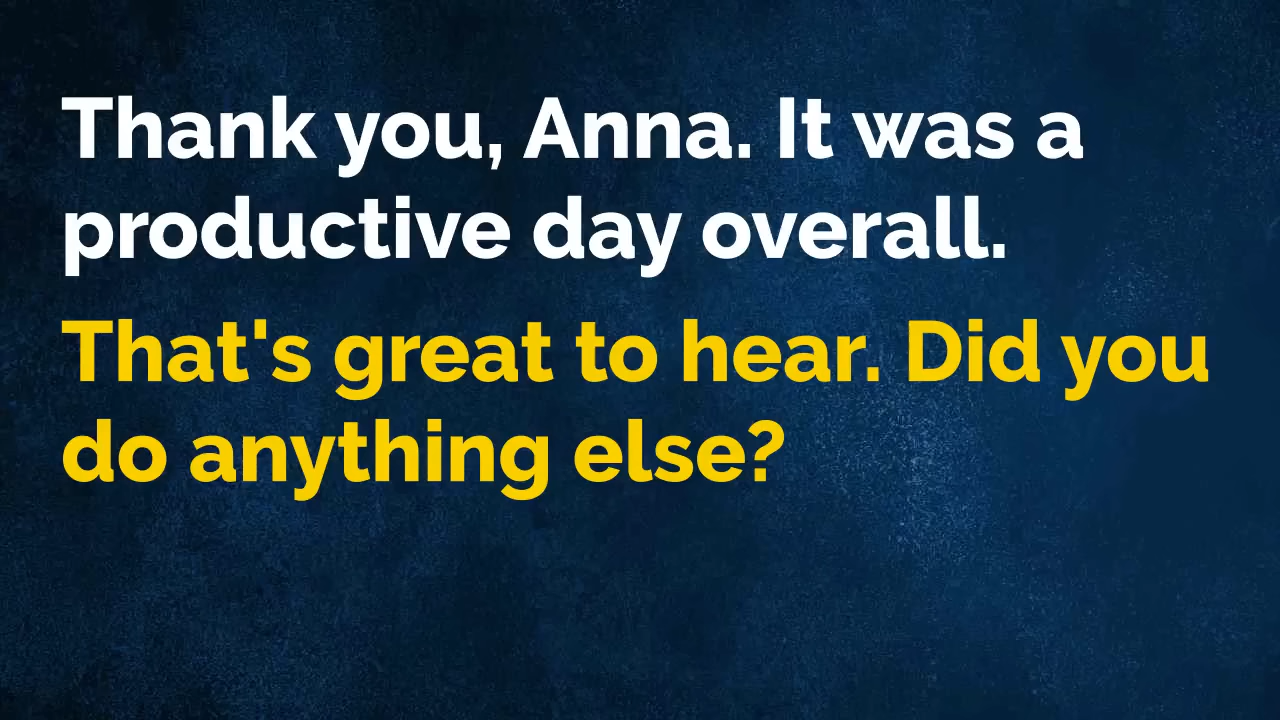 Thank you, Anna. It was a
productive day overall.
That's great to hear. Did you
do anything else?